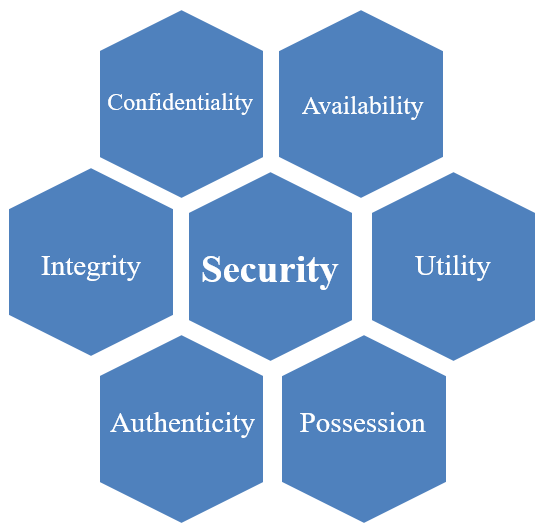 Confidentiality
Availability
Integrity
Security
Utility
Authenticity
Possession